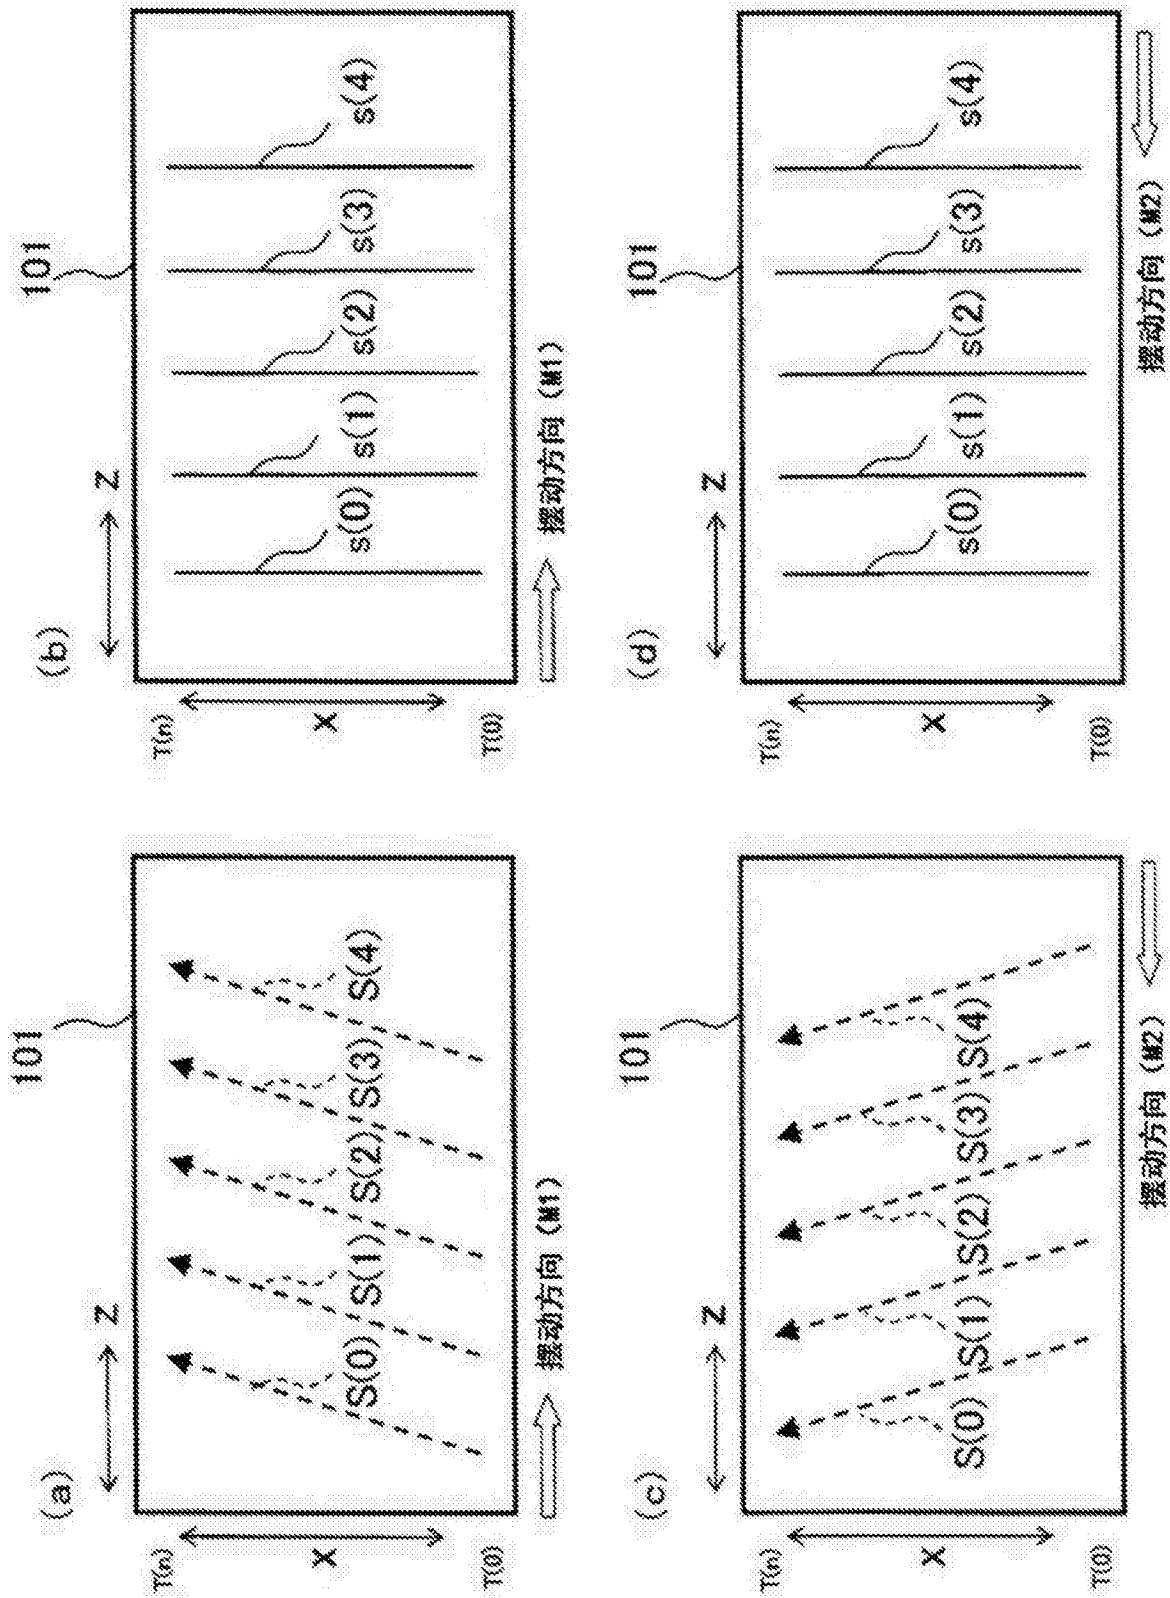 (a)
Z
101
T(n)
X
T(0)
S(0)
S(1)
S(2)
S(3)
S(4)
摆动方向 (M1)
(b)
Z
101
T(n)
X
T(0)
s(0)
s(1)
s(2)
s(3)
s(4)
摆动方向 (M1)
(c)
Z
101
T(n)
X
T(0)
S(0)
S(1)
S(2)
S(3)
S(4)
摆动方向 (M2)
(d)
Z
101
T(n)
X
T(0)
s(0)
s(1)
s(2)
s(3)
s(4)
摆动方向 (M2)